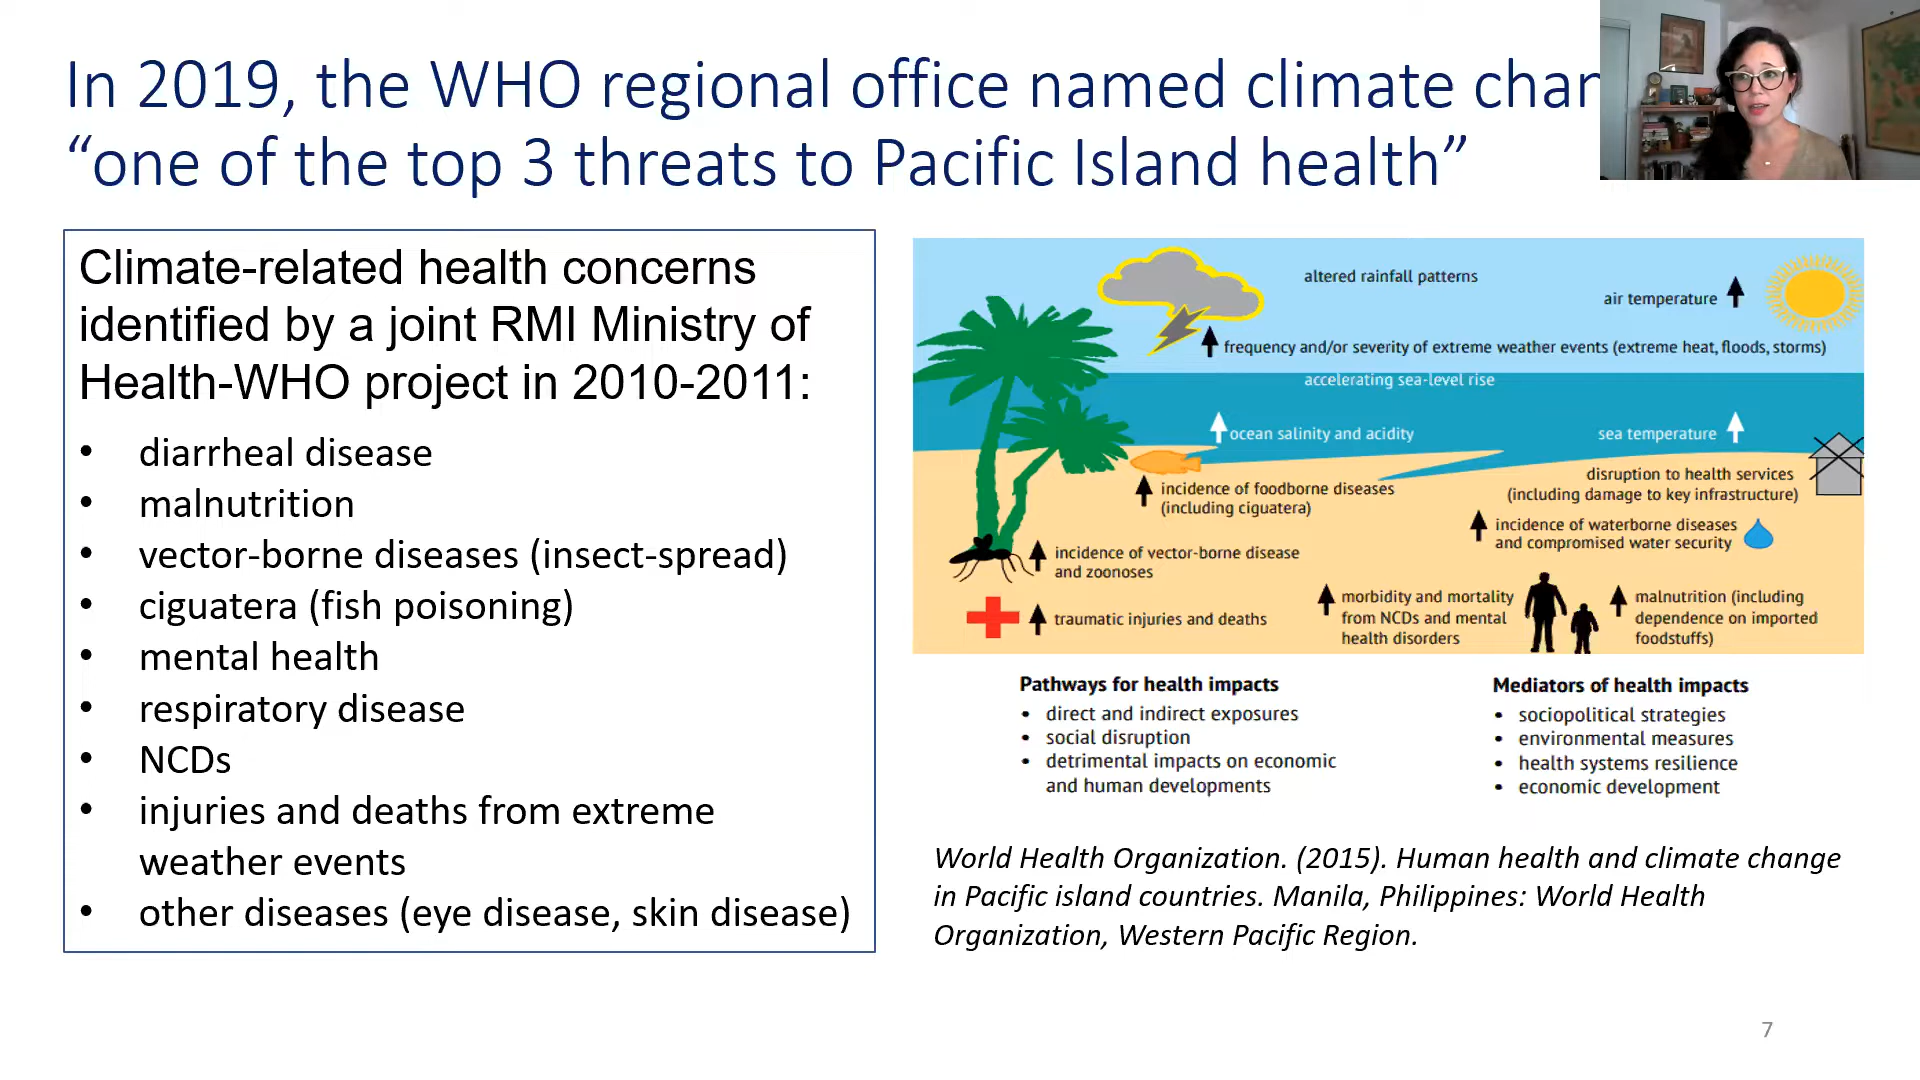 In 2019, the WHO regional office named climate chan
“one of the top 3 threats to Pacific Island health”
Climate-related health concerns
identified by a joint RMI Ministry of
Health-WHO project in 2010-2011:
• diarrheal disease
• malnutrition
• vector-borne diseases (insect-spread)
• ciguatera (fish poisoning)
• mental health
• respiratory disease
• NCDs
• injuries and deaths from extreme
weather events
• other diseases (eye disease, skin disease)
altered rainfall patterns
air temperature
frequency and/or severity of extreme weather events (extreme heat, floods, storms)
accelerating sea-level rise
ocean salinity and acidity
sea temperature
disruption to health services
(including damage to key infrastructure)
incidence of foodborne diseases
(including ciguatera)
incidence of waterborne diseases
and compromised water security
incidence of vector-borne disease
and zoonoses
traumatic injuries and deaths
morbidity and mortality
from NCDs and mental
health disorders
malnutrition (including
dependence on imported
foodstuffs)
Pathways for health impacts
• direct and indirect exposures
• social disruption
• detrimental impacts on economic
and human developments
Mediators of health impacts
• sociopolitical strategies
• environmental measures
• health systems resilience
• economic development
World Health Organization. (2015). Human health and climate change
in Pacific island countries. Manila, Philippines: World Health
Organization, Western Pacific Region.
7